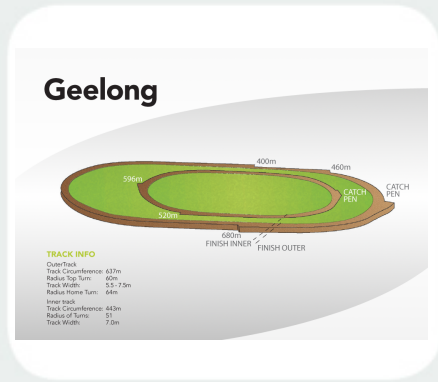 Geelong
400m
460m
596m
CATCH
PEN
CATCH
PEN
520m
680m
FINISH INNER
FINISH OUTER
TRACK INFO
OuterTrack
Track Circumference: 637m
Radius Top Turn: 60m
Track Width: 5.5 - 7.5m
Radius Home Turn: 64m
Inner track
Track Circumference: 443m
Radius of Turns: 51
Track Width: 7.0m